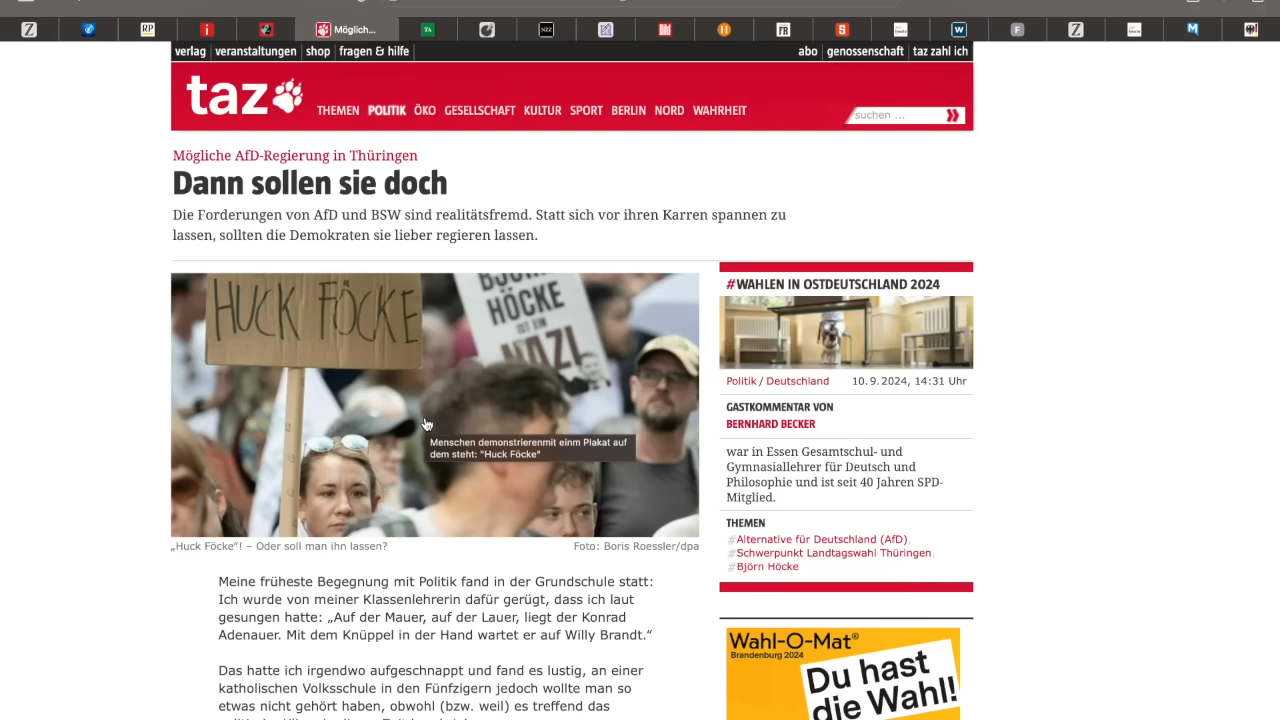 Z
RP
i
Möglich...
TA
NZZ
Bild
H
FR
S
W
F
Z
M
verlag
veranstaltungen
shop
fragen & hilfe
abo
genossenschaft
taz zahl ich
taz
THEMEN POLITIK ÖKO GESELLSCHAFT KULTUR SPORT BERLIN NORD WAHRHEIT
suchen ...
Mögliche AfD-Regierung in Thüringen
Dann sollen sie doch
Die Forderungen von AfD und BSW sind realitätsfremd. Statt sich vor ihren Karren spannen zu
lassen, sollten die Demokraten sie lieber regieren lassen.
HUCK FÖCKE
BJÖRN
HÖCKE
IST EIN
NAZI
Menschen demonstrierenmit einm Plakat auf
dem steht: "Huck Föcke"
„Huck Föcke“! – Oder soll man ihn lassen?
Foto: Boris Roessler/dpa
Meine früheste Begegnung mit Politik fand in der Grundschule statt:
Ich wurde von meiner Klassenlehrerin dafür gerügt, dass ich laut
gesungen hatte: „Auf der Mauer, auf der Lauer, liegt der Konrad
Adenauer. Mit dem Knüppel in der Hand wartet er auf Willy Brandt.“
Das hatte ich irgendwo aufgeschnappt und fand es lustig, an einer
katholischen Volksschule in den Fünfzigern jedoch wollte man so
etwas nicht gehört haben, obwohl (bzw. weil) es treffend das
#WAHLEN IN OSTDEUTSCHLAND 2024
Politik / Deutschland
10. 9. 2024, 14:31 Uhr
GASTKOMMENTAR VON
BERNHARD BECKER
war in Essen Gesamtschul- und
Gymnasiallehrer für Deutsch und
Philosophie und ist seit 40 Jahren SPD-
Mitglied.
THEMEN
#Alternative für Deutschland (AfD),
#Schwerpunkt Landtagswahl Thüringen,
#Björn Höcke
Wahl-O-Mat®
Brandenburg 2024
Du hast
die Wahl!